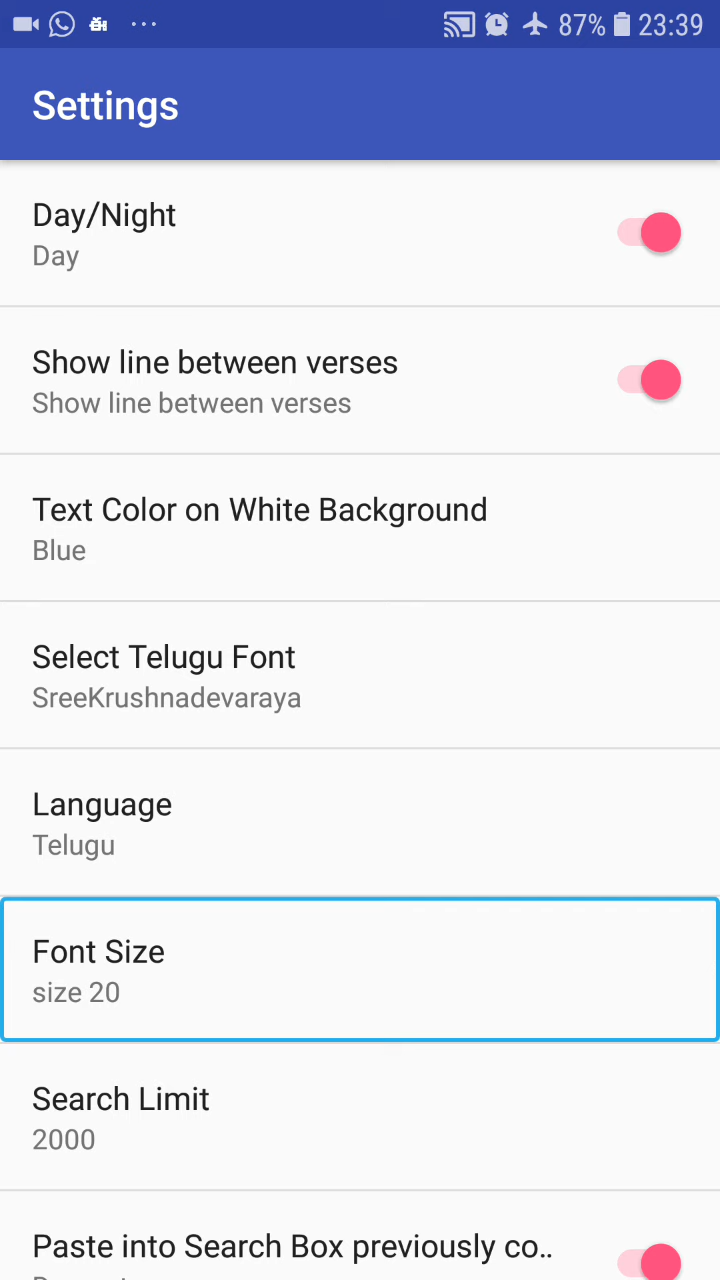 87% 23:39
Settings
Day/Night
Day
Show line between verses
Show line between verses
Text Color on White Background
Blue
Select Telugu Font
SreeKrushnadevaraya
Language
Telugu
Font Size
size 20
Search Limit
2000
Paste into Search Box previously co..